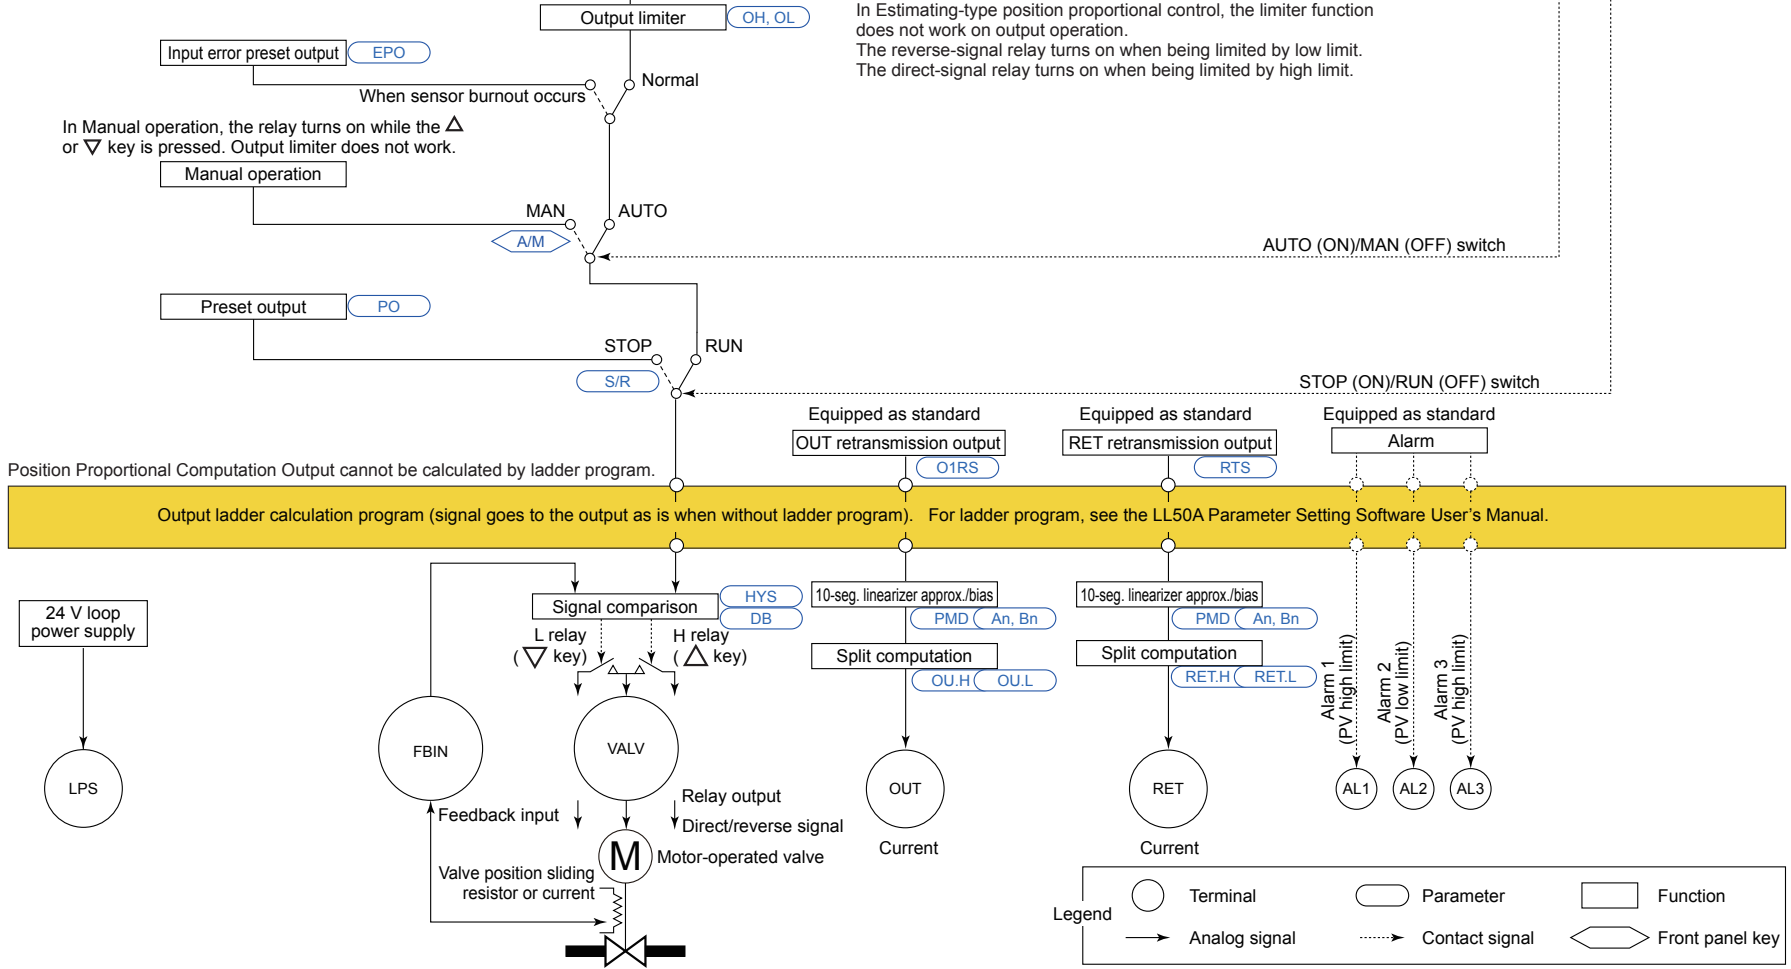 Output limiter
OH, OL
In Estimating-type position proportional control, the limiter function
does not work on output operation.
The reverse-signal relay turns on when being limited by low limit.
The direct-signal relay turns on when being limited by high limit.
Input error preset output
EPO
Normal
When sensor burnout occurs
In Manual operation, the relay turns on while the △
or ▽ key is pressed. Output limiter does not work.
Manual operation
MAN
AUTO
A/M
AUTO (ON)/MAN (OFF) switch
Preset output
PO
STOP
RUN
S/R
STOP (ON)/RUN (OFF) switch
Equipped as standard
Equipped as standard
Equipped as standard
OUT retransmission output
RET retransmission output
Alarm
O1RS
RTS
Position Proportional Computation Output cannot be calculated by ladder program.
Output ladder calculation program (signal goes to the output as is when without ladder program). For ladder program, see the LL50A Parameter Setting Software User's Manual.
24 V loop
power supply
Signal comparison
HYS
DB
10-seg. linearizer approx./bias
PMD
An, Bn
10-seg. linearizer approx./bias
PMD
An, Bn
L relay
(▽ key)
H relay
(△ key)
Split computation
OU.H
OU.L
Split computation
RET.H
RET.L
Alarm 1
(PV high limit)
Alarm 2
(PV low limit)
Alarm 3
(PV high limit)
LPS
FBIN
VALV
OUT
RET
AL1
AL2
AL3
Feedback input
Relay output
Direct/reverse signal
M
Motor-operated valve
Current
Current
Valve position sliding
resistor or current
Legend
Terminal
Parameter
Function
Analog signal
Contact signal
Front panel key